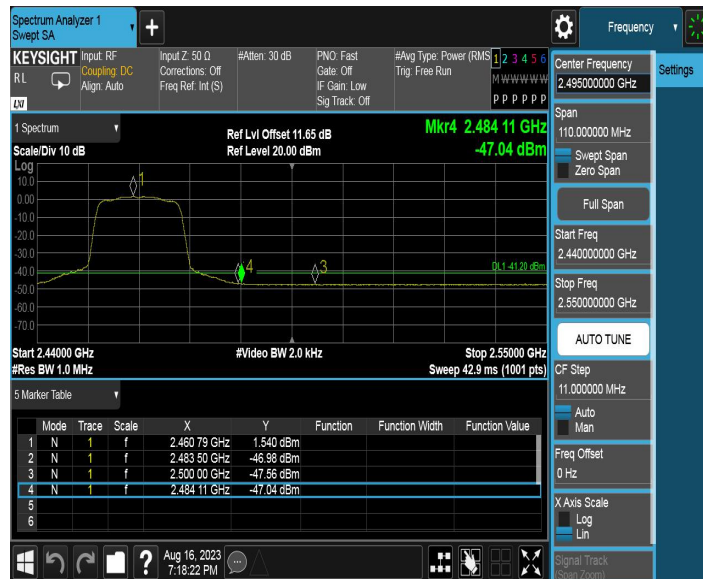 Spectrum Analyzer 1
Swept SA
+
Frequency
KEYSIGHT
RL
LXI
Input: RF
Coupling: DC
Align: Auto
Input Z: 50 Ω
Corrections: Off
Freq Ref: Int (S)
#Atten: 30 dB
PNO: Fast
Gate: Off
IF Gain: Low
Sig Track: Off
#Avg Type: Power (RMS
Trig: Free Run
1 2 3 4 5 6
M W W W W W
P P P P P P
1 Spectrum
Scale/Div 10 dB
Ref Lvl Offset 11.65 dB
Ref Level 20.00 dBm
Mkr4 2.484 11 GHz
-47.04 dBm
Log
10.0
0.00
-10.0
-20.0
-30.0
-40.0
-50.0
-60.0
-70.0
1
4
3
DL1 -41.20 dBm
Start 2.44000 GHz
#Res BW 1.0 MHz
#Video BW 2.0 kHz
Stop 2.55000 GHz
Sweep 42.9 ms (1001 pts)
5 Marker Table
Mode Trace Scale X Y Function Function Width Function Value
1 N 1 f 2.460 79 GHz 1.540 dBm
2 N 1 f 2.483 50 GHz -46.98 dBm
3 N 1 f 2.500 00 GHz -47.56 dBm
4 N 1 f 2.484 11 GHz -47.04 dBm
5
6
?
Aug 16, 2023
7:18:22 PM
Center Frequency
2.495000000 GHz
Settings
Span
110.000000 MHz
Swept Span
Zero Span
Full Span
Start Freq
2.440000000 GHz
Stop Freq
2.550000000 GHz
AUTO TUNE
CF Step
11.000000 MHz
Auto
Man
Freq Offset
0 Hz
X Axis Scale
Log
Lin
Signal Track
(Span Zoom)